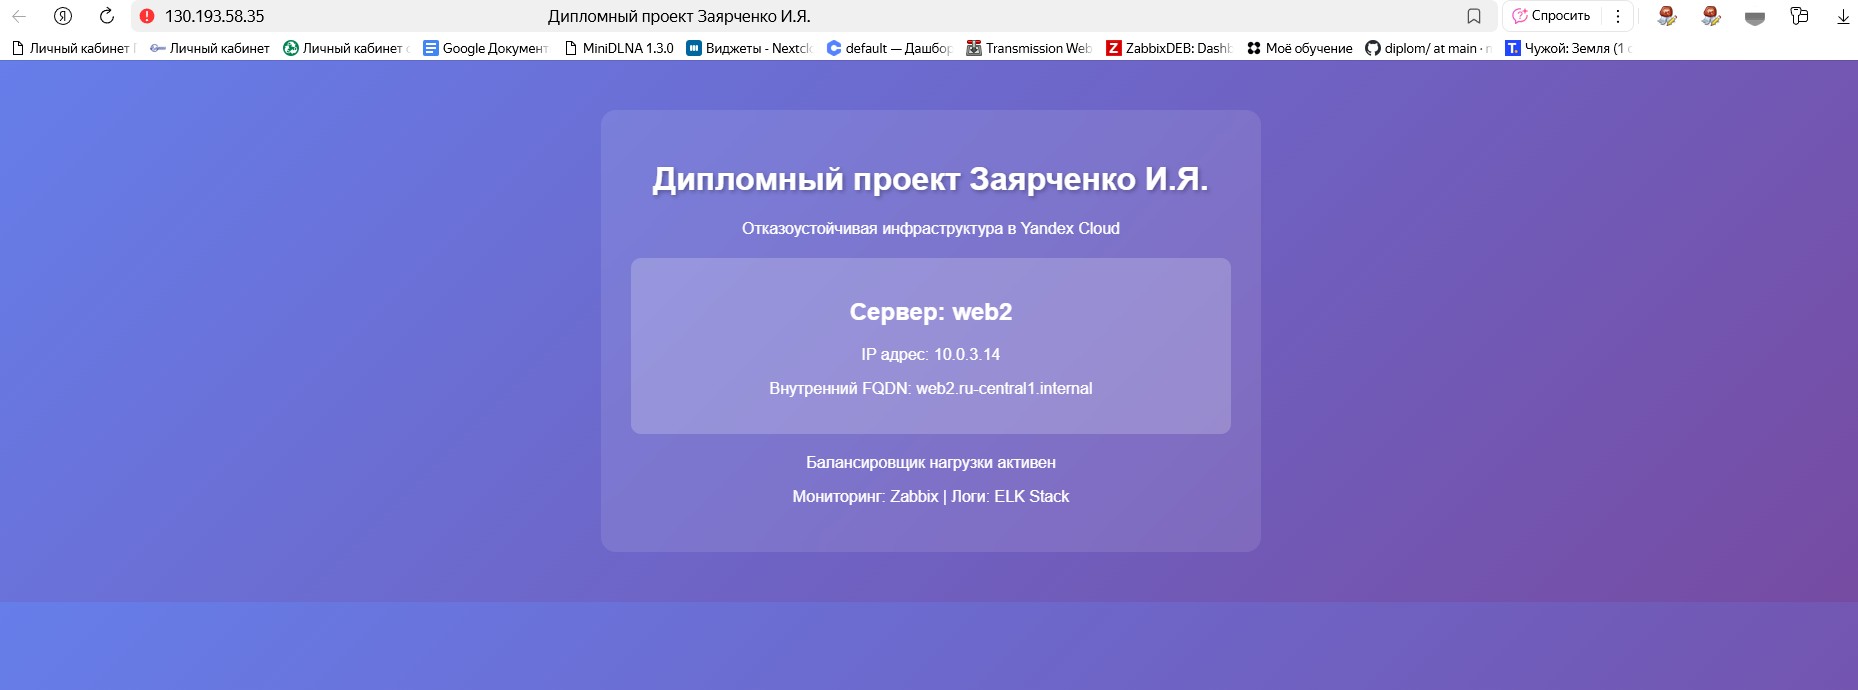 130.193.58.35 Дипломный проект Заярченко И.Я. Спросить
Личный кабинет Личный кабинет Личный кабинет Google Документ MiniDLNA 1.3.0 Виджеты - Nextcl default — Дашбор Transmission Web ZabbixDEB: Dashb Моё обучение diplom/ at main · Чужой: Земля (1
Дипломный проект Заярченко И.Я.
Отказоустойчивая инфраструктура в Yandex Cloud
Сервер: web2
IP адрес: 10.0.3.14
Внутренний FQDN: web2.ru-central1.internal
Балансировщик нагрузки активен
Мониторинг: Zabbix | Логи: ELK Stack